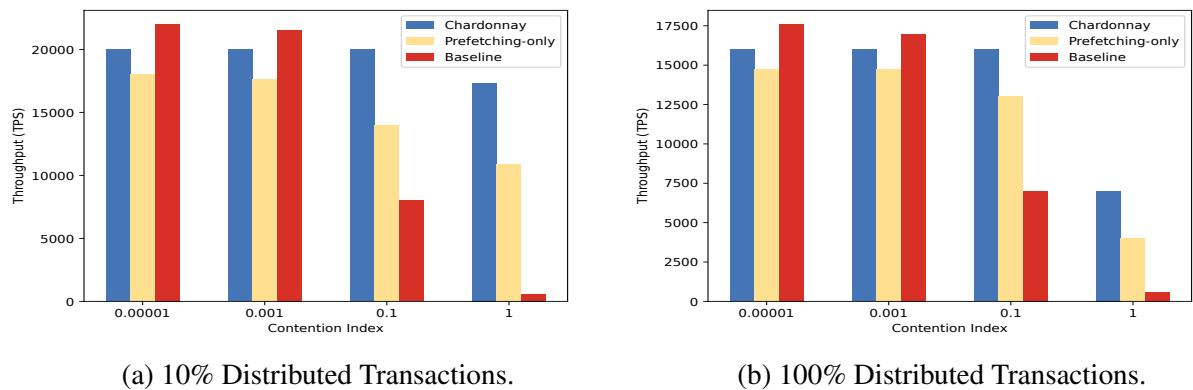 20000
15000
10000
5000
0
Throughput (TPS)
Chardonnay
Prefetching-only
Baseline
0.00001 0.001 0.1 1
Contention Index
(a) 10% Distributed Transactions.
17500
15000
12500
10000
7500
5000
2500
0
Throughput (TPS)
Chardonnay
Prefetching-only
Baseline
0.00001 0.001 0.1 1
Contention Index
(b) 100% Distributed Transactions.